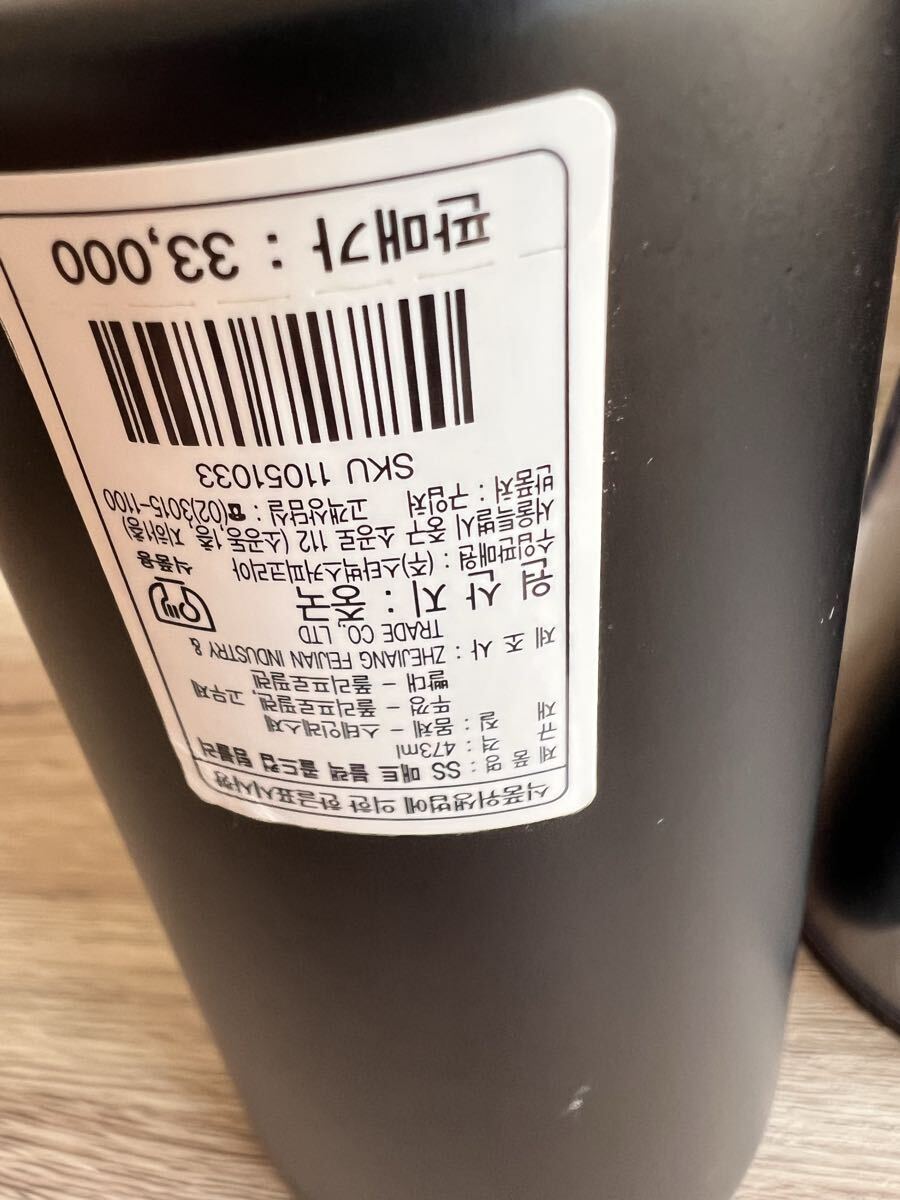 식품위생법에 의한 한글표시사항
제 품 명 : SS 매트 블랙 콜드컵 텀블러
규 격 : 473ml
재 질 : 몸체 - 스테인레스재
뚜껑 - 폴리프로필렌, 고무제
빨대 - 폴리프로필렌
제 조 사 : ZHEJIANG FEIJIAN INDUSTRY &
TRADE CO., LTD
원 산 지 : 중국
수입판매원 : (주)스타벅스커피코리아
서울특별시 중구 소공로 112 (소공동,1층, 지하1층)
반품처 : 구입처 고객상담실 : ☎(02)3015-1100
식품용
SKU 11051033
판매가 : 33,000